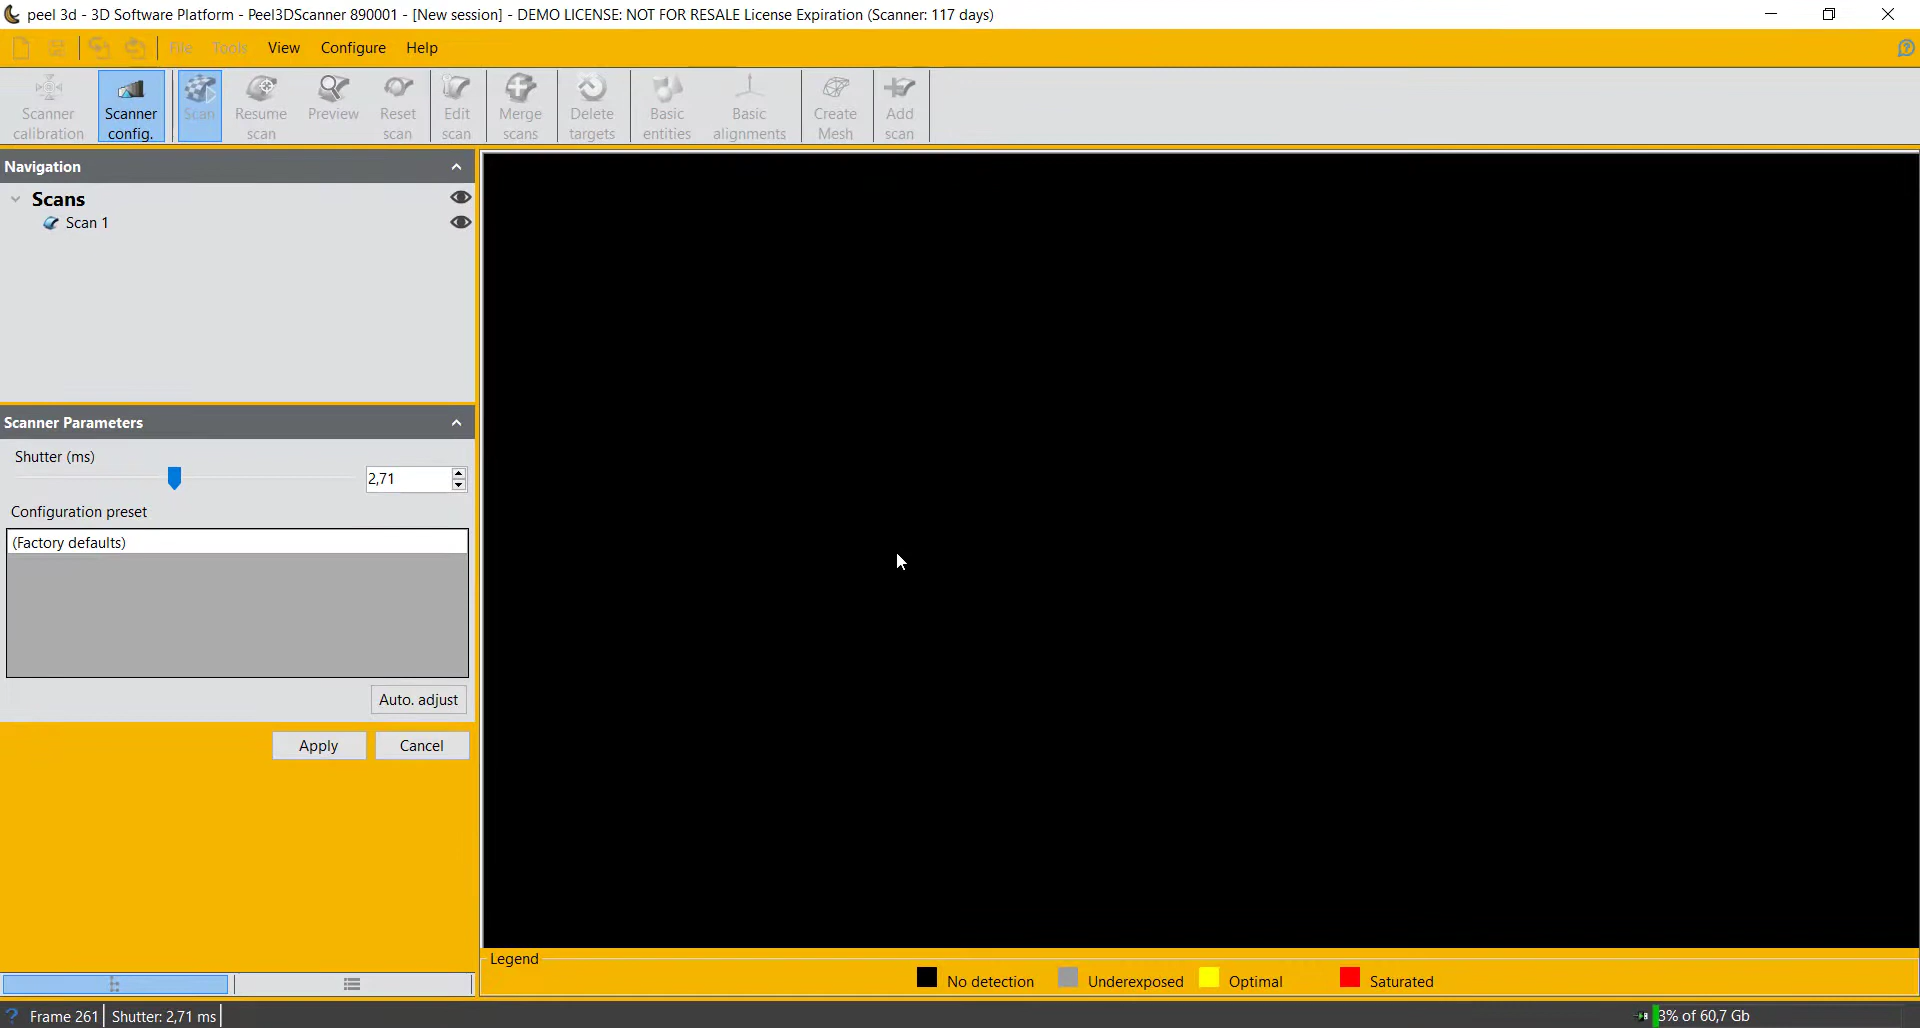 peel 3d - 3D Software Platform - Peel3DScanner 890001 - [New session] - DEMO LICENSE: NOT FOR RESALE License Expiration (Scanner: 117 days)
File Tools View Configure Help
Scanner calibration
Scanner config.
Scan
Resume scan
Preview
Reset scan
Edit scan
Merge scans
Delete targets
Basic entities
Basic alignments
Create Mesh
Add scan
Navigation
Scans
Scan 1
Scanner Parameters
Shutter (ms)
2,71
Configuration preset
(Factory defaults)
Auto. adjust
Apply Cancel
Legend
No detection Underexposed Optimal Saturated
? Frame 261 Shutter: 2,71 ms 3% of 60,7 Gb